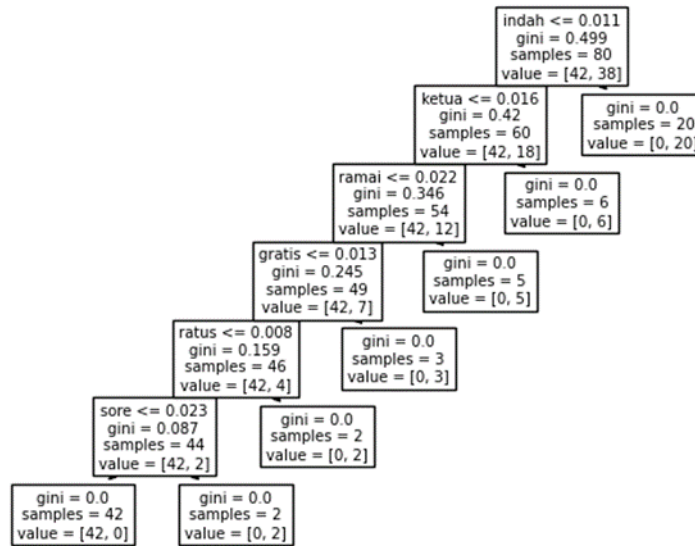 indah <= 0.011
gini = 0.499
samples = 80
value = [42, 38]
ketua <= 0.016
gini = 0.42
samples = 60
value = [42, 18]
gini = 0.0
samples = 20
value = [0, 20]
ramai <= 0.022
gini = 0.346
samples = 54
value = [42, 12]
gini = 0.0
samples = 6
value = [0, 6]
gratis <= 0.013
gini = 0.245
samples = 49
value = [42, 7]
gini = 0.0
samples = 5
value = [0, 5]
ratus <= 0.008
gini = 0.159
samples = 46
value = [42, 4]
gini = 0.0
samples = 3
value = [0, 3]
sore <= 0.023
gini = 0.087
samples = 44
value = [42, 2]
gini = 0.0
samples = 2
value = [0, 2]
gini = 0.0
samples = 42
value = [42, 0]
gini = 0.0
samples = 2
value = [0, 2]